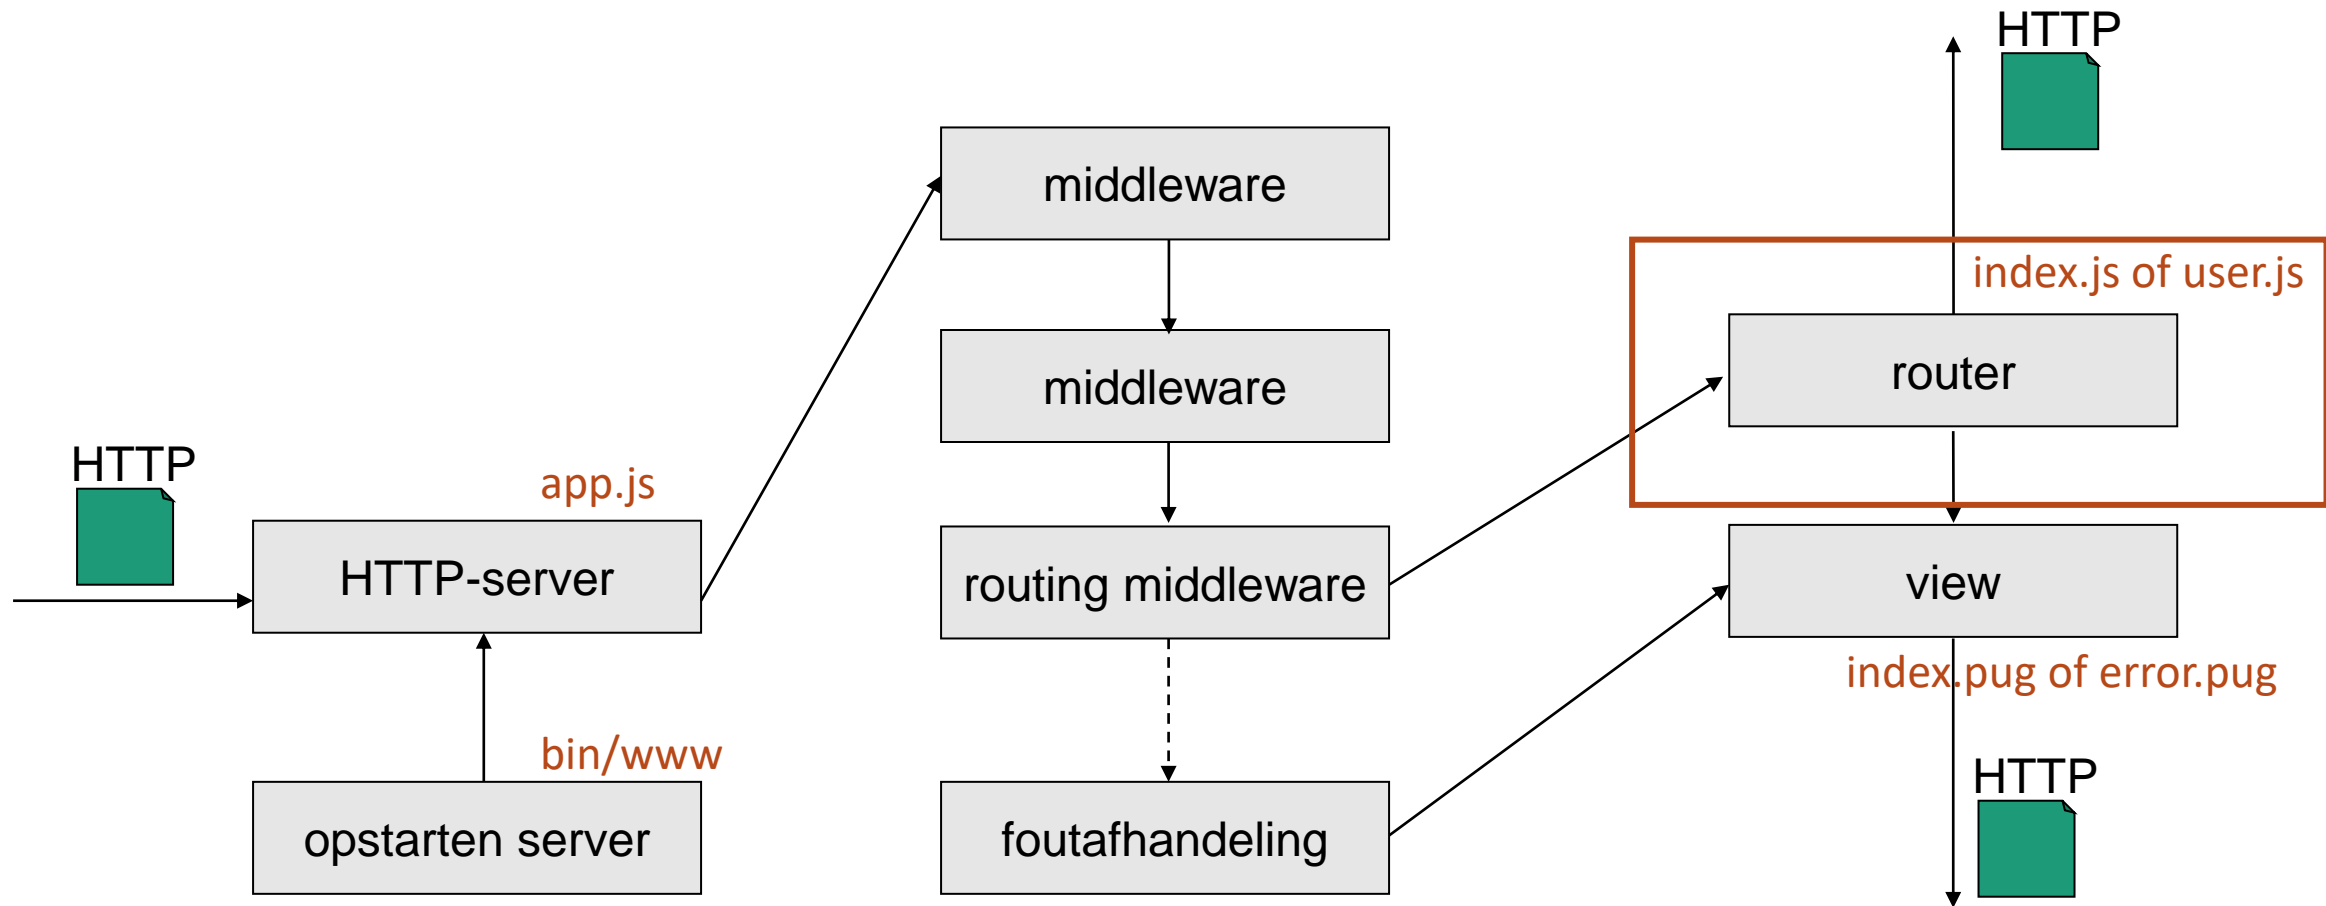 HTTP
app.js
HTTP-server
bin/www
opstarten server
middleware
middleware
routing middleware
foutafhandeling
HTTP
index.js of user.js
router
view
index.pug of error.pug
HTTP